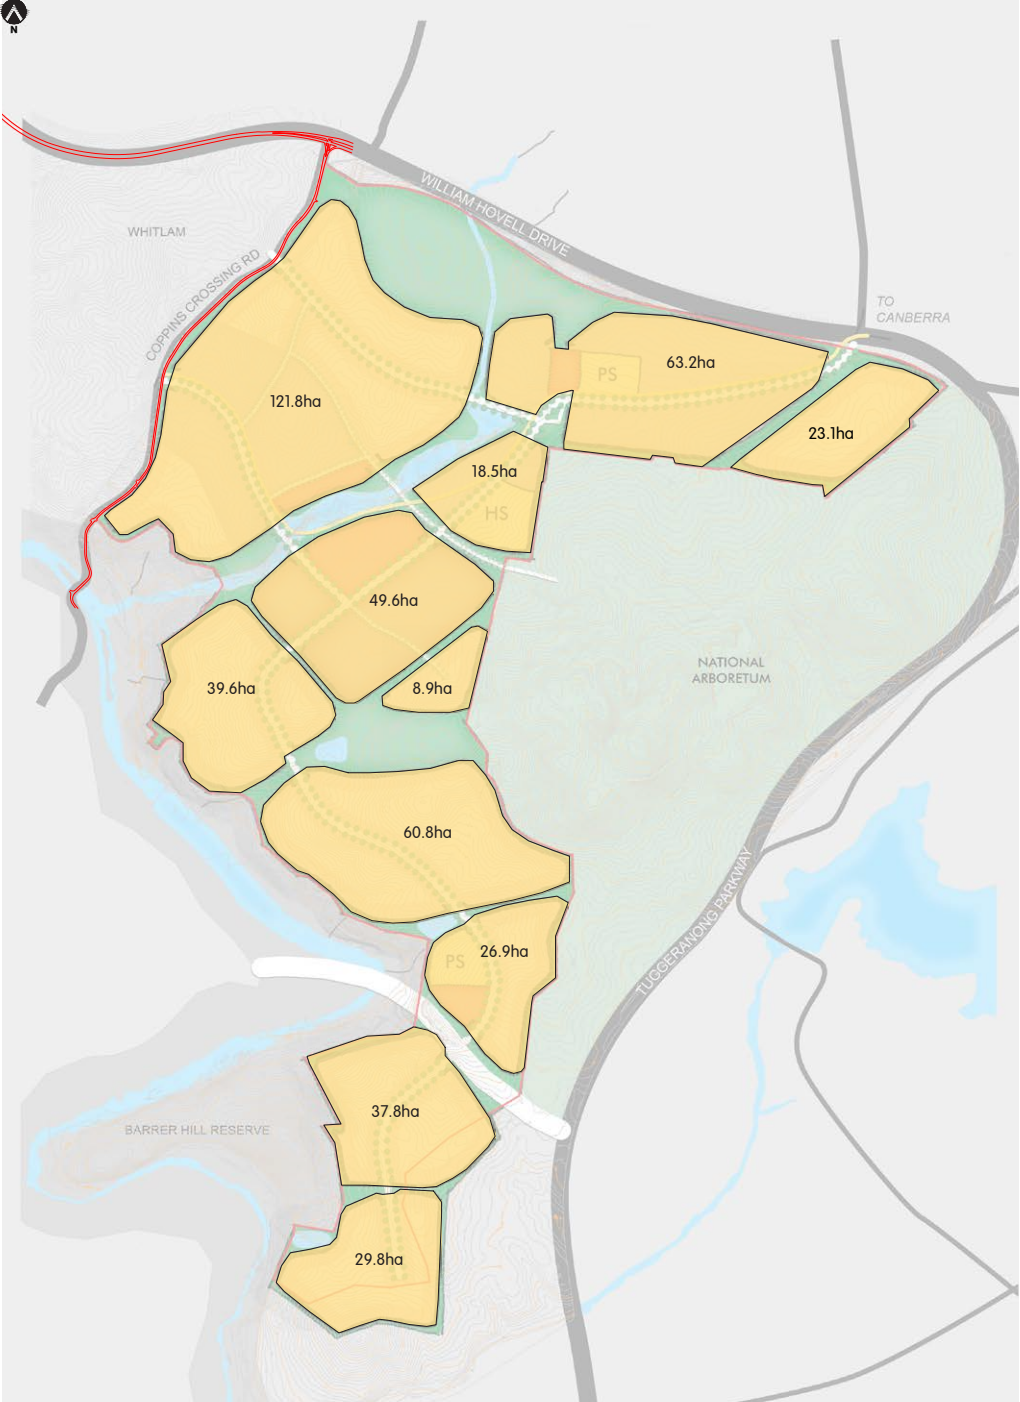 N
WILLIAM HOVELL DRIVE
WHITLAM
COPPINS CROSSING RD
TO
CANBERRA
63.2ha
PS
121.8ha
23.1ha
18.5ha
HS
49.6ha
NATIONAL
ARBORETUM
39.6ha
8.9ha
60.8ha
TUGGERANONG PARKWAY
26.9ha
PS
37.8ha
BARRER HILL RESERVE
29.8ha